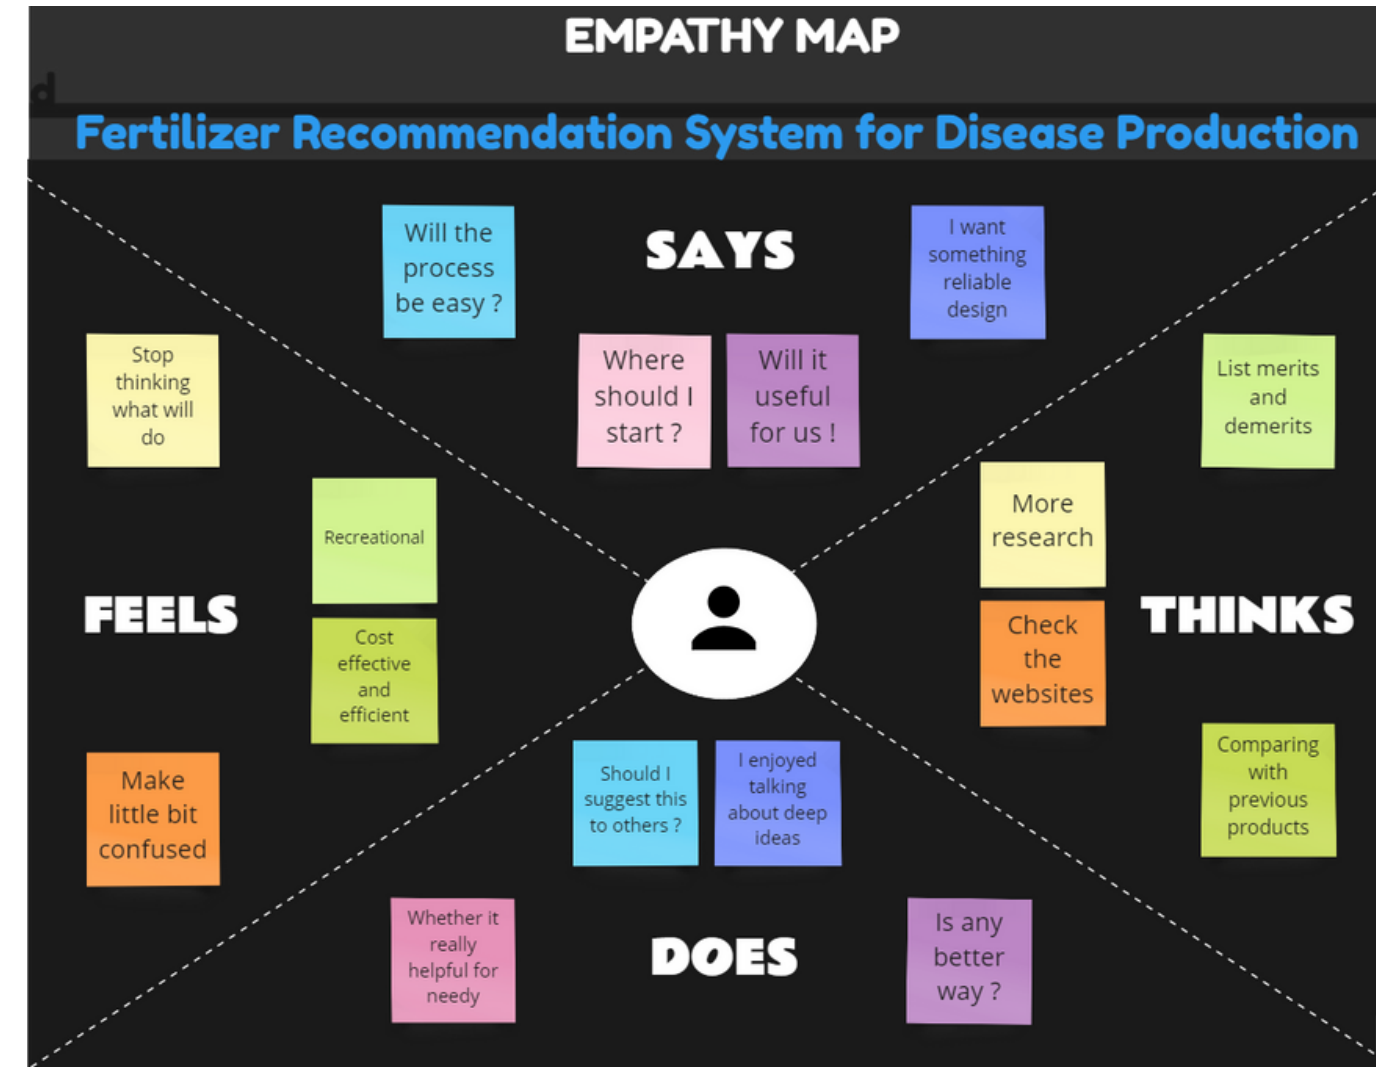 EMPATHY MAP
d
Fertilizer Recommendation System for Disease Production
SAYS
Will the
process
be easy ?
I want
something
reliable
design
Where
should I
start ?
Will it
useful
for us !
Stop
thinking
what will
do
Recreational
FEELS
Cost
effective
and
efficient
Make
little bit
confused
List merits
and
demerits
More
research
THINKS
Check
the
websites
Comparing
with
previous
products
Should I
suggest this
to others ?
I enjoyed
talking
about deep
ideas
Whether it
really
helpful for
needy
DOES
Is any
better
way ?